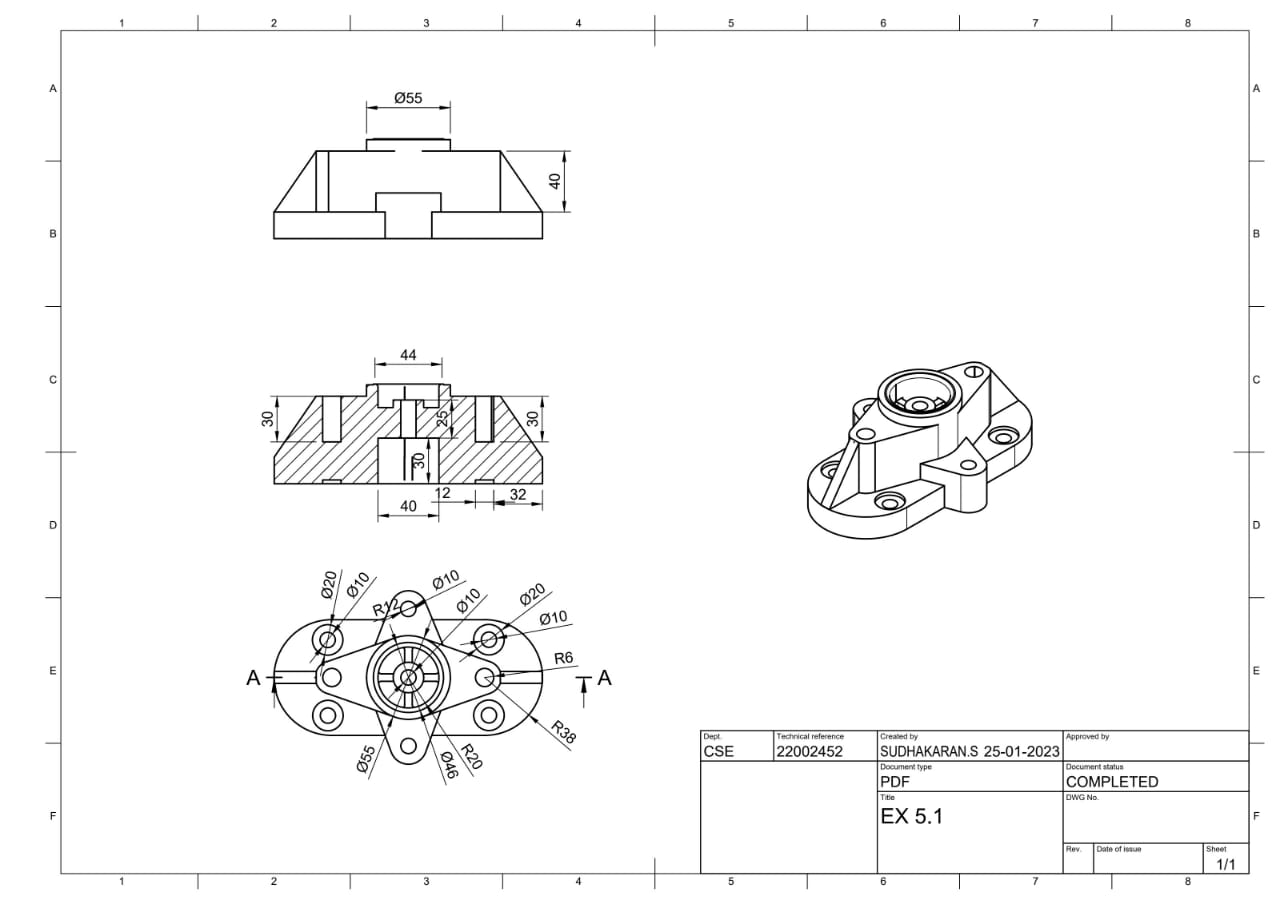 1 2 3 4 5 6 7 8
A A
Ø55
40
B B
44
C C
30 25 30
30
12 32
40
D D
Ø20 Ø10 Ø10 Ø10 Ø20
R12 Ø10
E E
R6
A A
R38
Ø55 Ø46 R20
Dept. Technical reference Created by Approved by
CSE 22002452 SUDHAKARAN.S 25-01-2023
Document type Document status
PDF COMPLETED
Title DWG No.
EX 5.1
F F
Rev. Date of issue Sheet
1/1
1 2 3 4 5 6 7 8